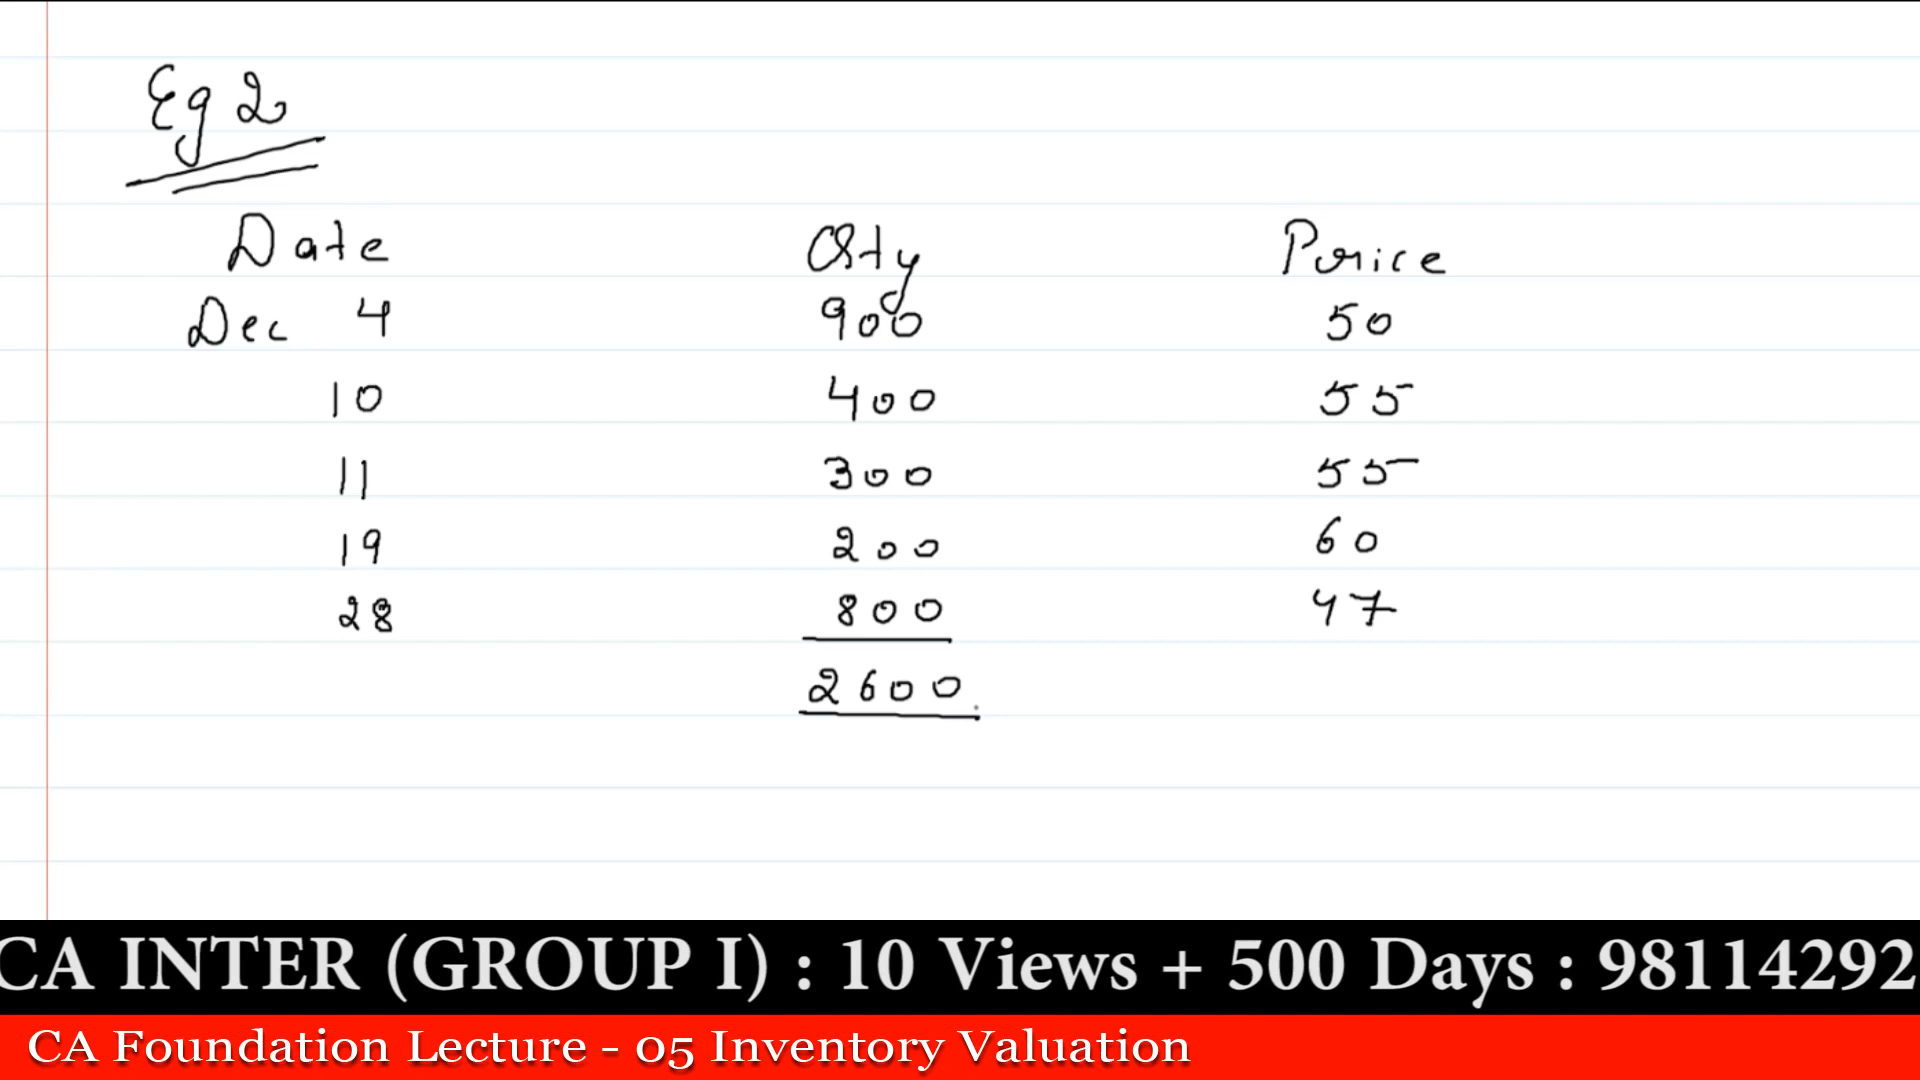 Eg 2
Date Qty Price
Dec 4 900 50
10 400 55
11 300 55
19 200 60
28 800 47
2600
CA INTER (GROUP I) : 10 Views + 500 Days : 98114292
CA Foundation Lecture - 05 Inventory Valuation